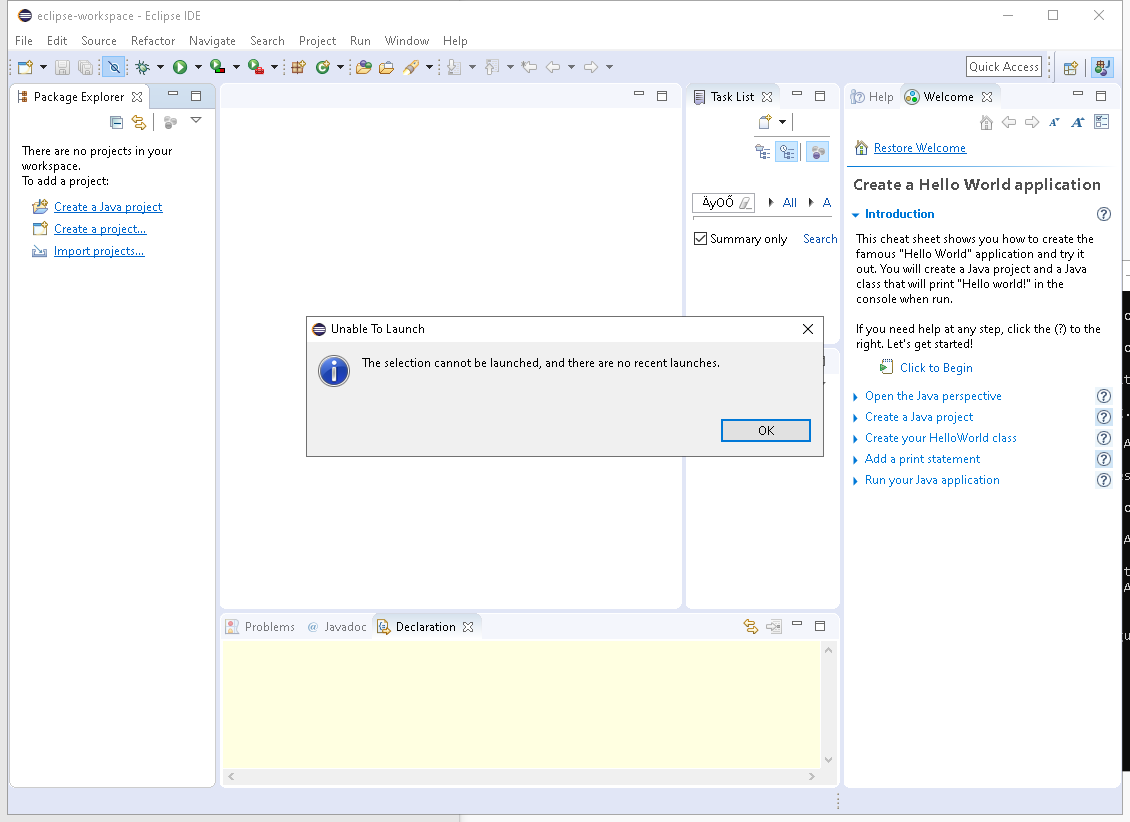 eclipse-workspace - Eclipse IDE
File Edit Source Refactor Navigate Search Project Run Window Help
Quick Access
Package Explorer
There are no projects in your
workspace.
To add a project:
Create a Java project
Create a project...
Import projects...
Task List
All
A
Summary only
Search
Help
Welcome
Restore Welcome
Create a Hello World application
Introduction
This cheat sheet shows you how to create the
famous "Hello World" application and try it
out. You will create a Java project and a Java
class that will print "Hello world!" in the
console when run.
If you need help at any step, click the (?) to the
right. Let's get started!
Click to Begin
Open the Java perspective
Create a Java project
Create your HelloWorld class
Add a print statement
Run your Java application
Unable To Launch
The selection cannot be launched, and there are no recent launches.
OK
Problems
@ Javadoc
Declaration